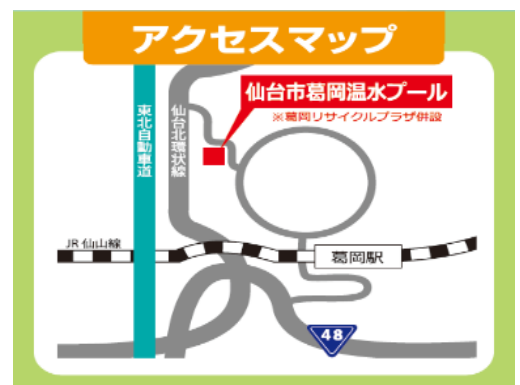 アクセスマップ
仙台市葛岡温水プール
※葛岡リサイクルプラザ併設
東北自動車道
仙台北環状線
JR仙山線
葛岡駅
48